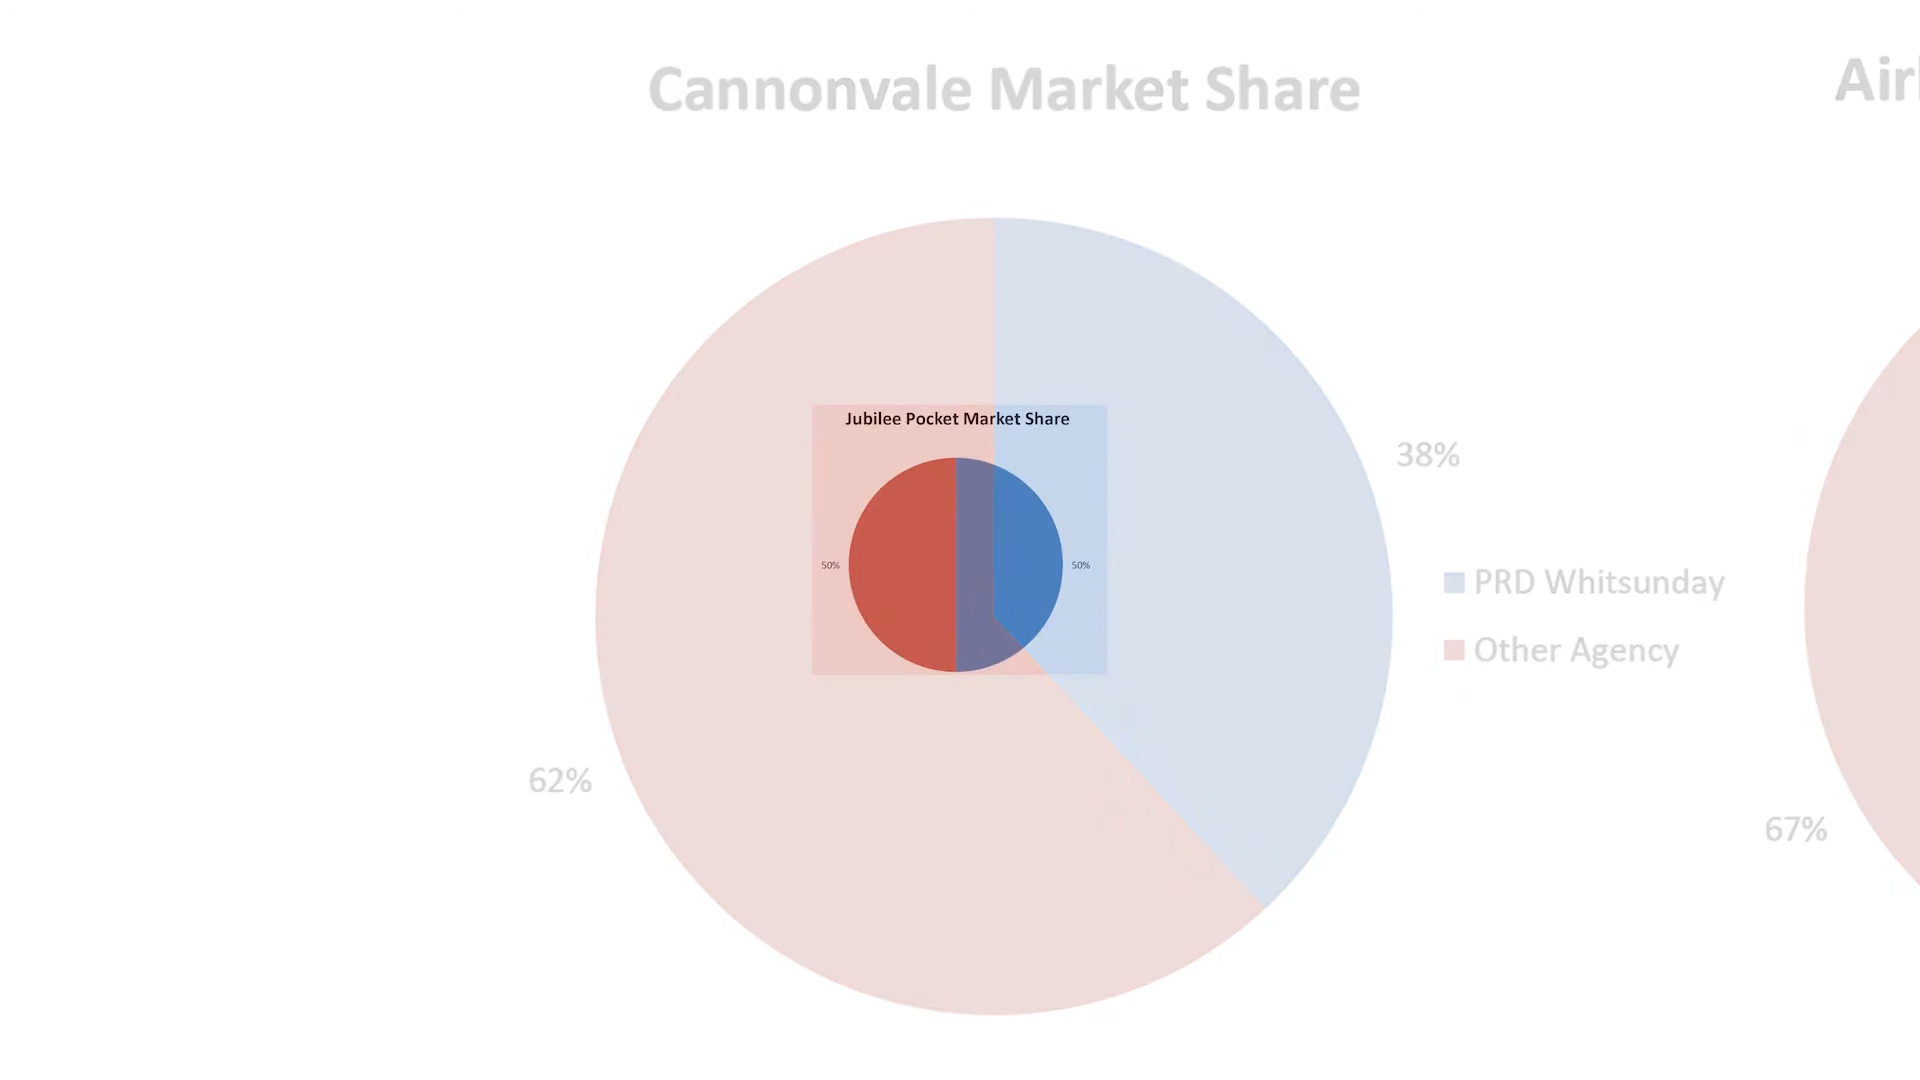 Cannonvale Market Share
Jubilee Pocket Market Share
38%
50%
50%
PRD Whitsunday
Other Agency
62%
67%